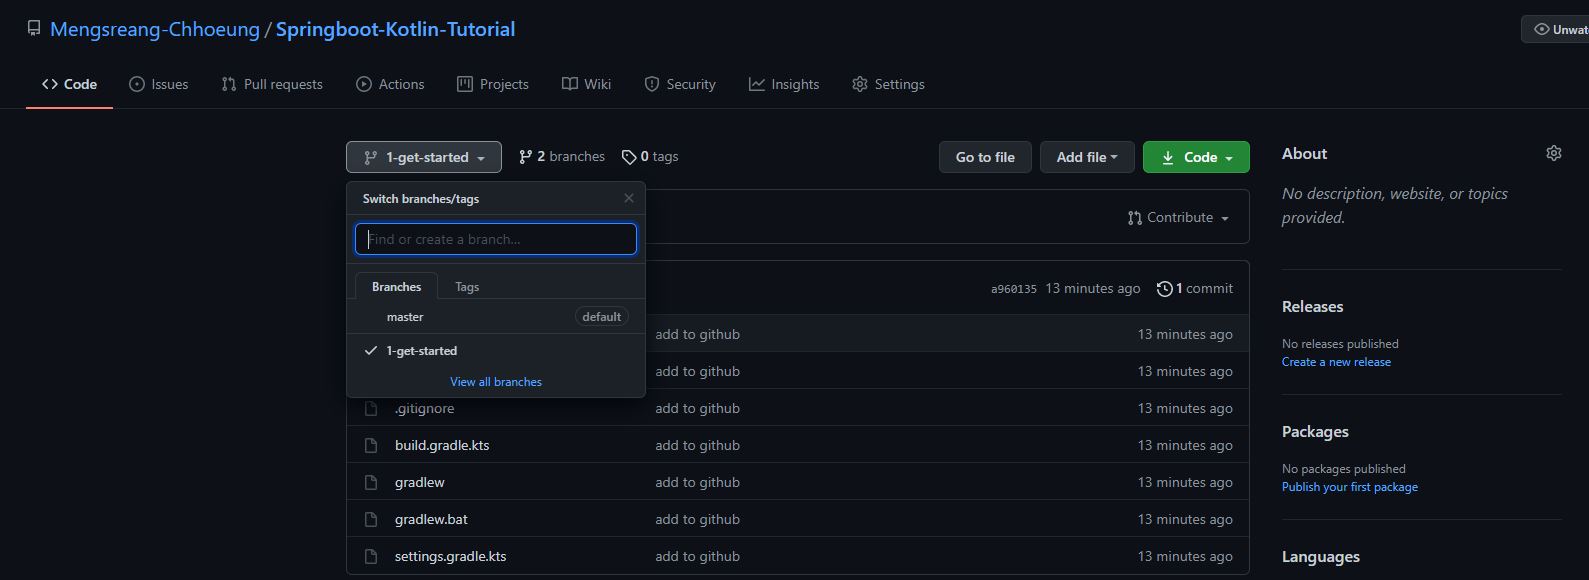 Mengsreang-Chhoeung / Springboot-Kotlin-Tutorial
Unwat
Code Issues Pull requests Actions Projects Wiki Security Insights Settings
1-get-started 2 branches 0 tags Go to file Add file Code
About
Switch branches/tags
No description, website, or topics
provided.
Contribute
Find or create a branch...
Branches Tags
a960135 13 minutes ago 1 commit
Releases
master default
add to github 13 minutes ago
No releases published
1-get-started
Create a new release
add to github 13 minutes ago
View all branches
.gitignore add to github 13 minutes ago
Packages
build.gradle.kts add to github 13 minutes ago
No packages published
gradlew add to github 13 minutes ago
Publish your first package
gradlew.bat add to github 13 minutes ago
settings.gradle.kts add to github 13 minutes ago
Languages